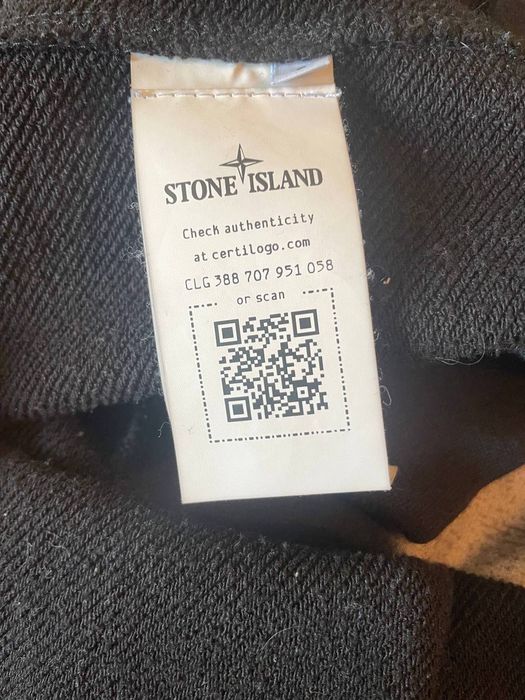 STONE ISLAND
Check authenticity
at certilogo.com
CLG 388 707 951 058
or scan